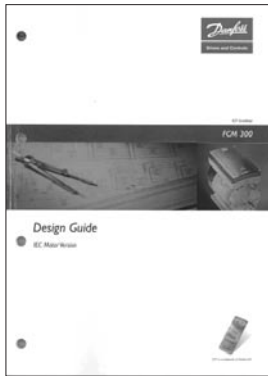 Danfoss
Drives and Controls
FCM 300
Design Guide
IEC Motor Version